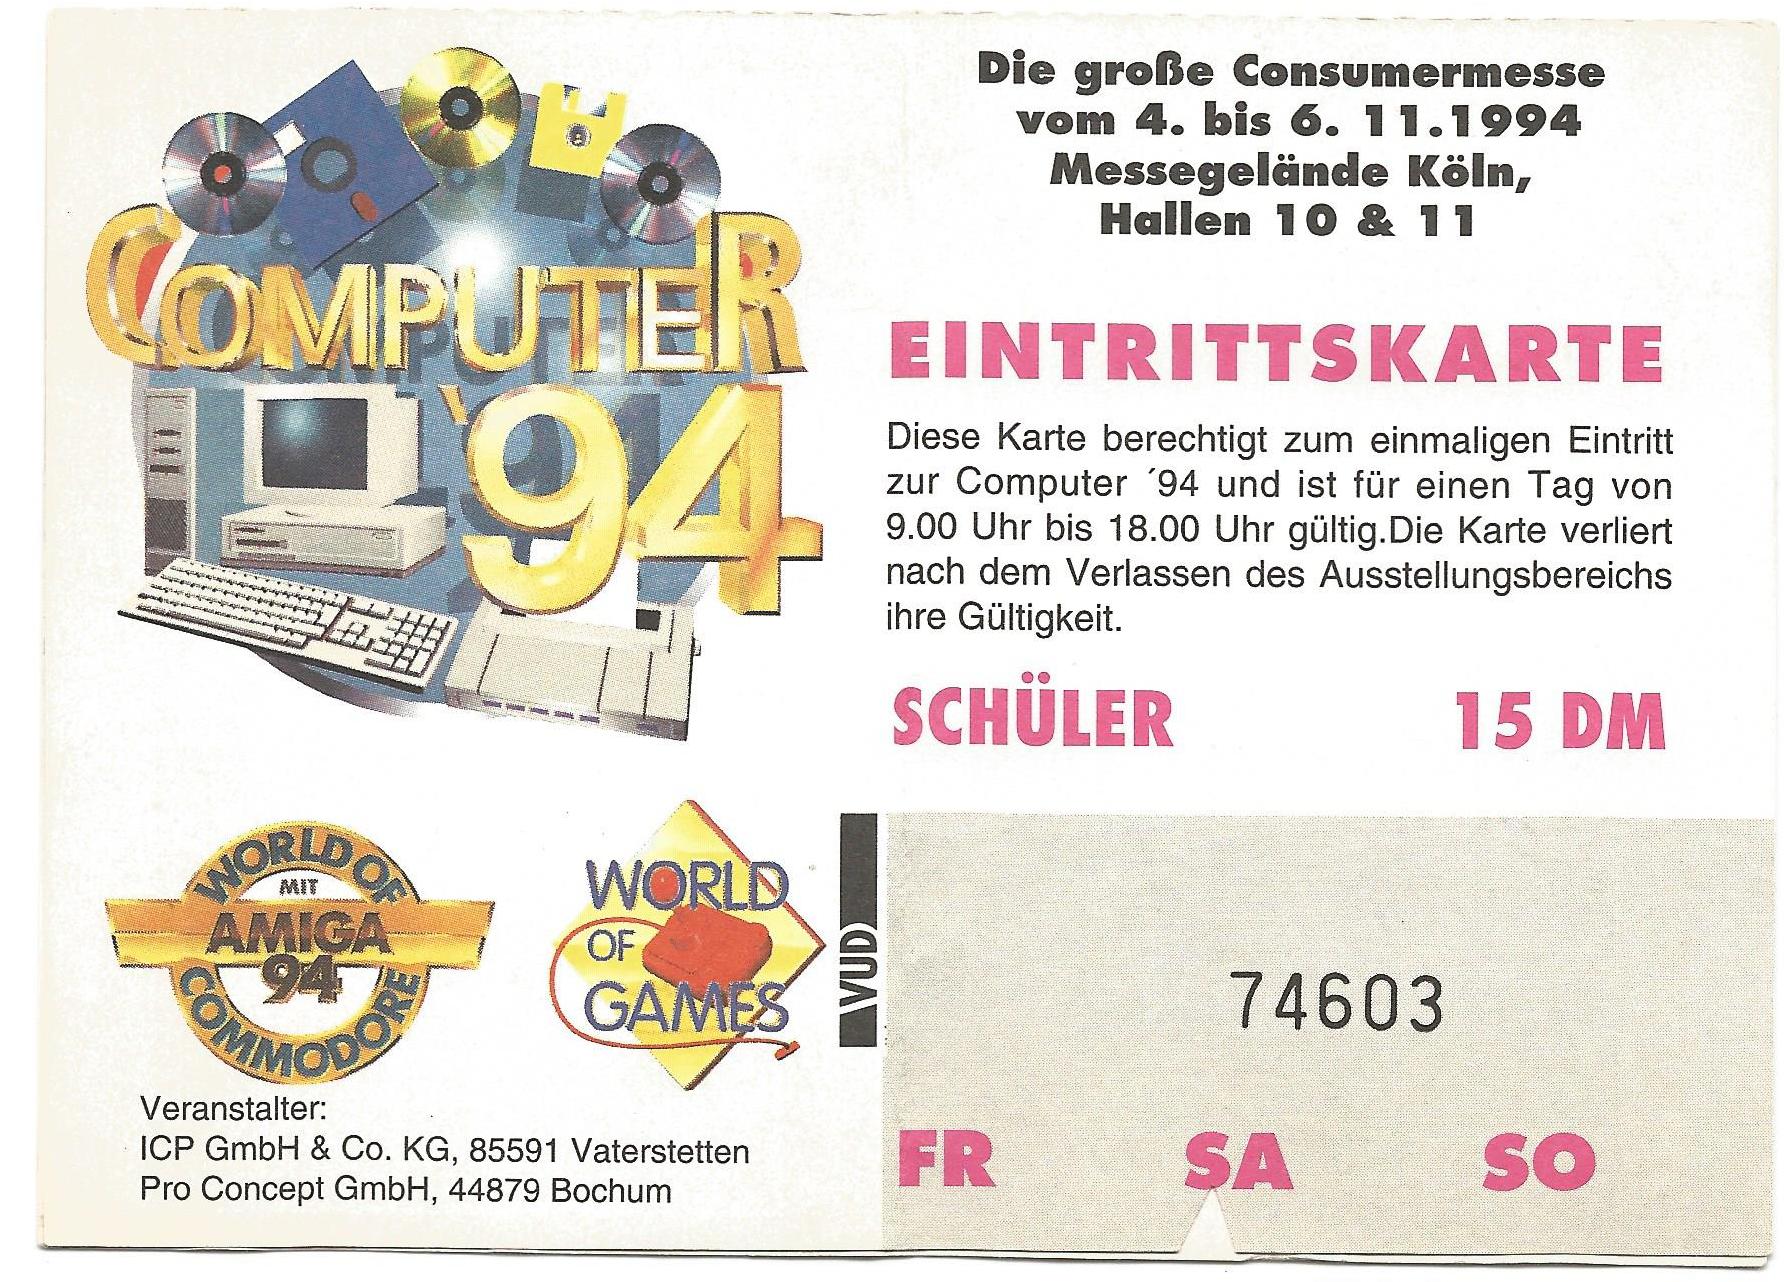 COMPUTER
'94
Die große Consumermesse
vom 4. bis 6. 11.1994
Messegelände Köln,
Hallen 10 & 11
EINTRITTSKARTE
Diese Karte berechtigt zum einmaligen Eintritt
zur Computer ´94 und ist für einen Tag von
9.00 Uhr bis 18.00 Uhr gültig.Die Karte verliert
nach dem Verlassen des Ausstellungsbereichs
ihre Gültigkeit.
SCHÜLER 15 DM
WORLD OF
MIT
AMIGA
94
COMMODORE
WORLD
OF
GAMES
VUD
Veranstalter:
ICP GmbH & Co. KG, 85591 Vaterstetten
Pro Concept GmbH, 44879 Bochum
74603
FR SA SO